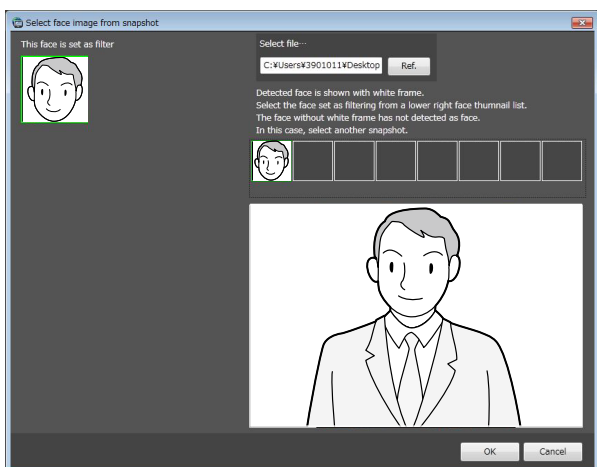 Select face image from snapshot
This face is set as filter
Select file…
C:¥Users¥3901011¥Desktop
Ref.
Detected face is shown with white frame.
Select the face set as filtering from a lower right face thumnail list.
The face without white frame has not detected as face.
In this case, select another snapshot.
OK
Cancel